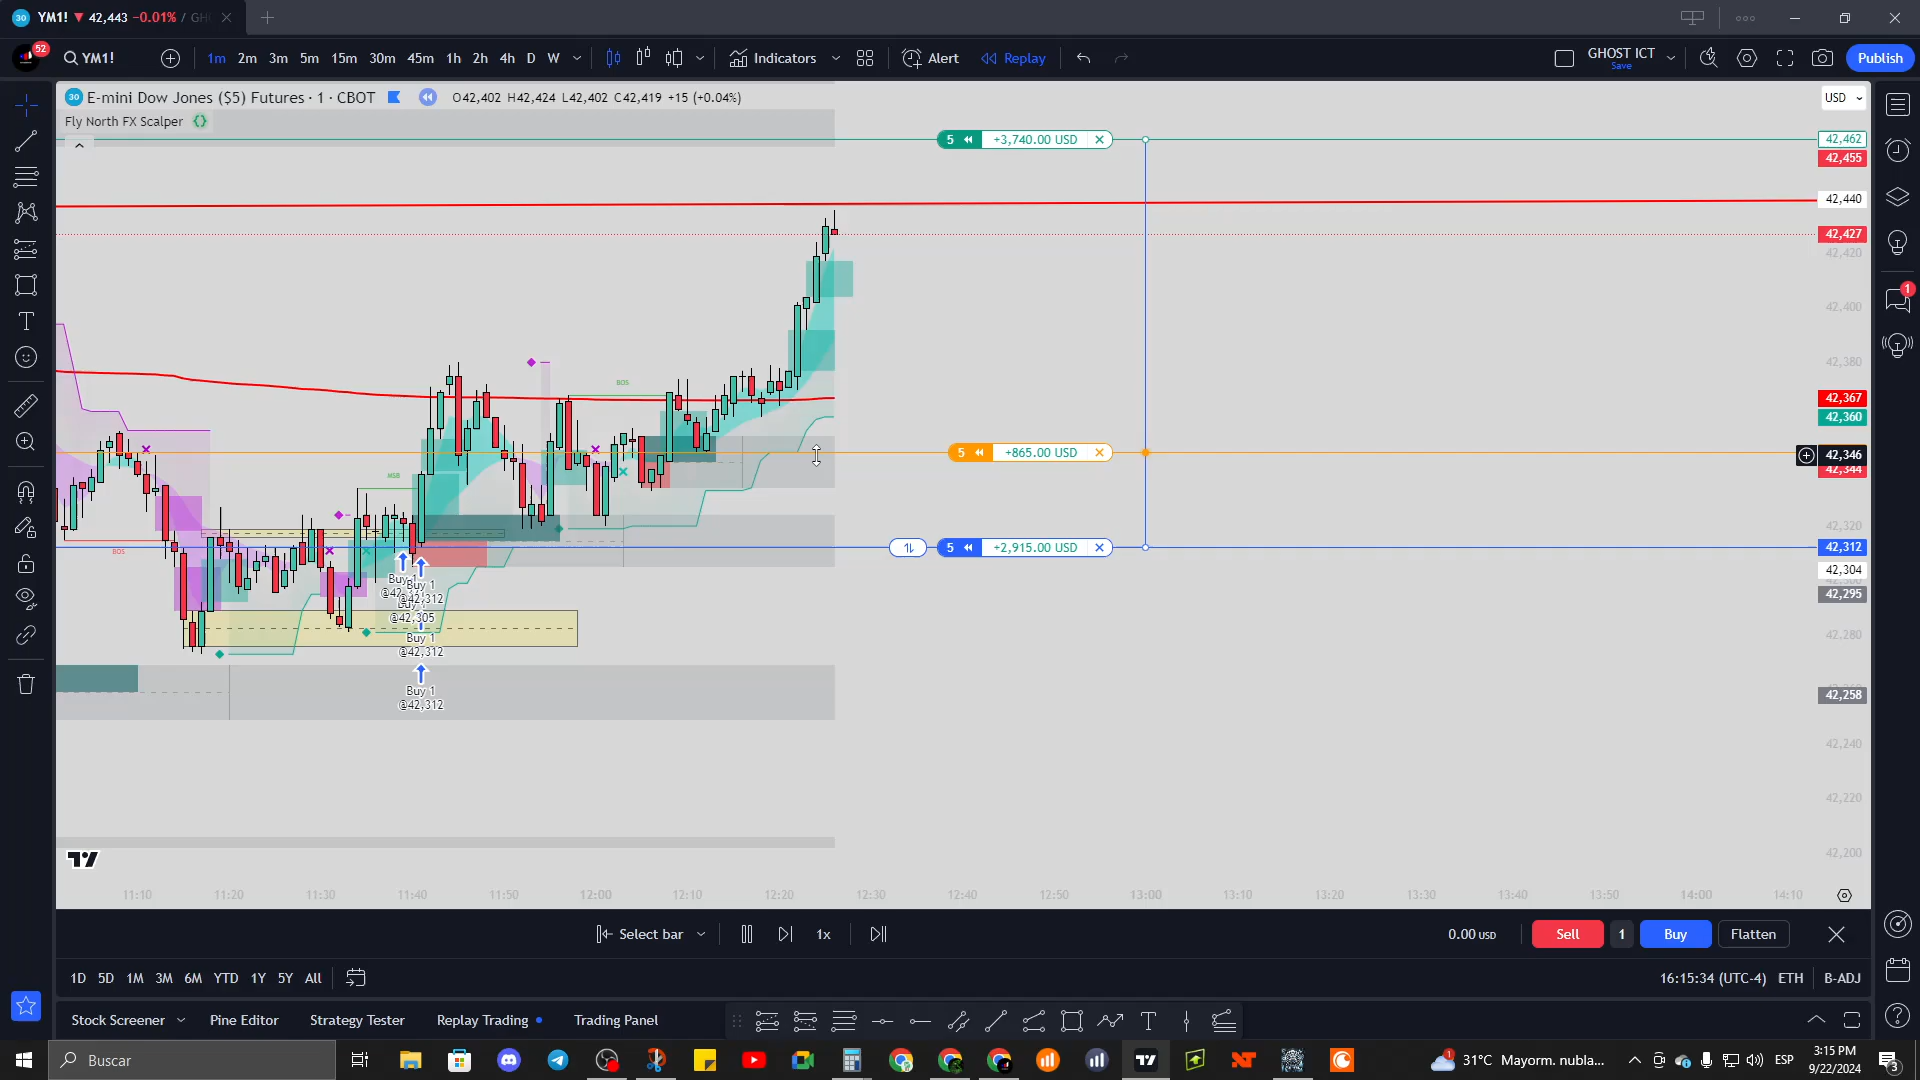 30 YM1! 42,443 −0.01% / GH
52 YM1! 1m 2m 3m 5m 15m 30m 45m 1h 2h 4h D W Indicators Alert Replay GHOST ICT Save Publish
30 E-mini Dow Jones ($5) Futures · 1 · CBOT O42,402 H42,424 L42,402 C42,419 +15 (+0.04%) USD
Fly North FX Scalper
5 +3,740.00 USD 42,462
42,455
42,440
42,427
42,420
42,400
42,380
BOS
42,367
42,360
5 +865.00 USD 42,346
42,344
MSB
42,320
BOS
5 +2,915.00 USD 42,312
42,304
42,295
Buy 1
Buy 1
@42,312
@42,305
Buy 1
@42,312
42,280
Buy 1
@42,312
42,258
42,240
42,220
42,200
11:10 11:20 11:30 11:40 11:50 12:00 12:10 12:20 12:30 12:40 12:50 13:00 13:10 13:20 13:30 13:40 13:50 14:00 14:10
Select bar 1x 0.00 USD Sell 1 Buy Flatten
1D 5D 1M 3M 6M YTD 1Y 5Y All 16:15:34 (UTC-4) ETH B-ADJ
Stock Screener Pine Editor Strategy Tester Replay Trading Trading Panel
Buscar 31°C Mayorm. nubla... ESP 3:15 PM
9/22/2024